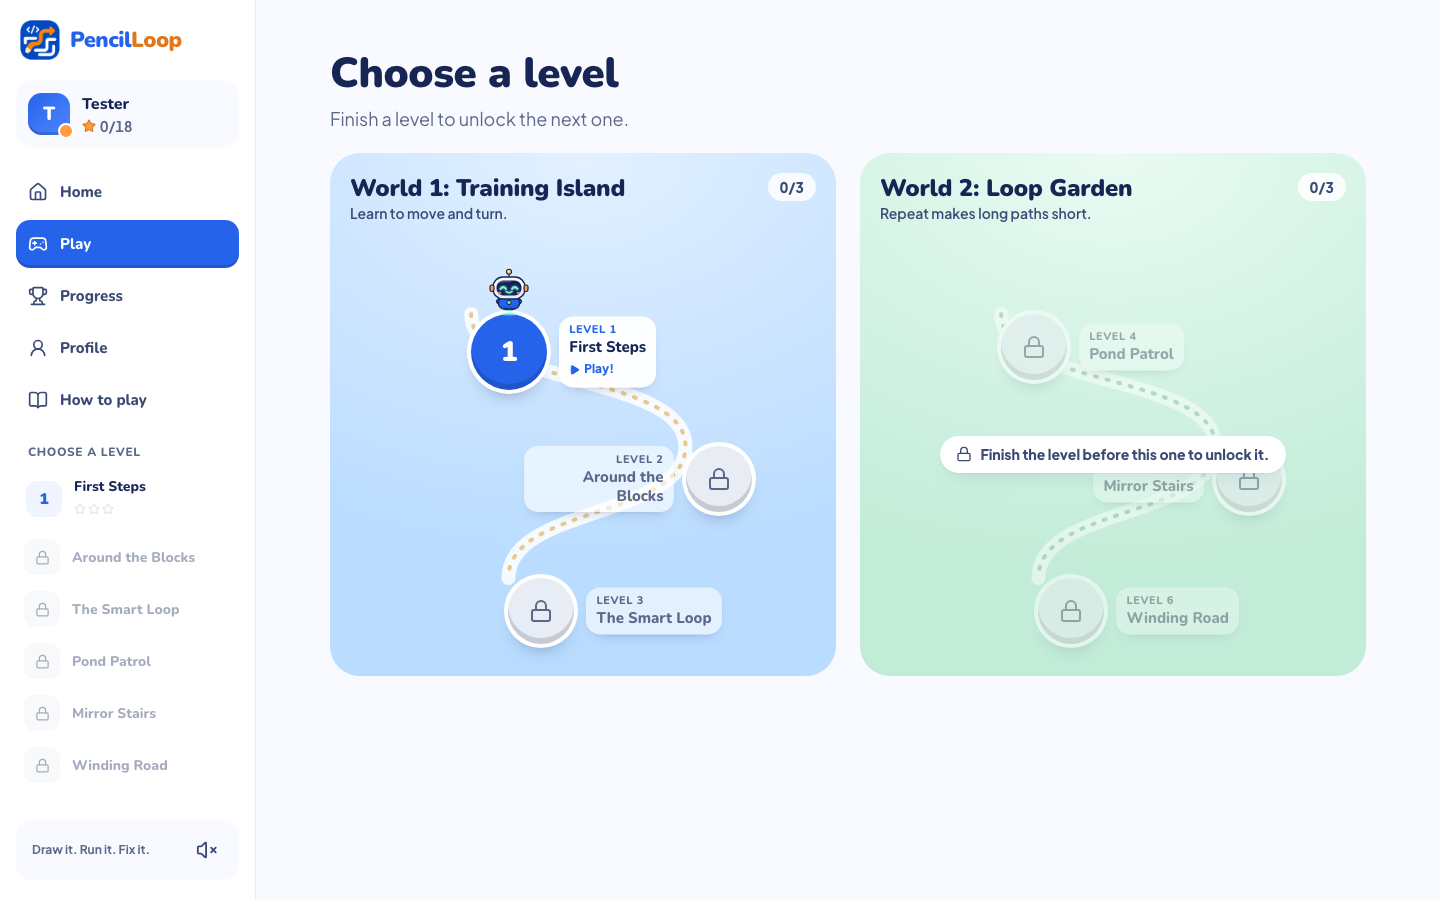 PencilLoop
T
Tester
0/18
Home
Play
Progress
Profile
How to play
CHOOSE A LEVEL
1
First Steps
Around the Blocks
The Smart Loop
Pond Patrol
Mirror Stairs
Winding Road
Draw it. Run it. Fix it.
Choose a level
Finish a level to unlock the next one.
World 1: Training Island
0/3
Learn to move and turn.
1
LEVEL 1
First Steps
Play!
LEVEL 2
Around the
Blocks
LEVEL 3
The Smart Loop
World 2: Loop Garden
0/3
Repeat makes long paths short.
LEVEL 4
Pond Patrol
Finish the level before this one to unlock it.
Mirror Stairs
LEVEL 6
Winding Road